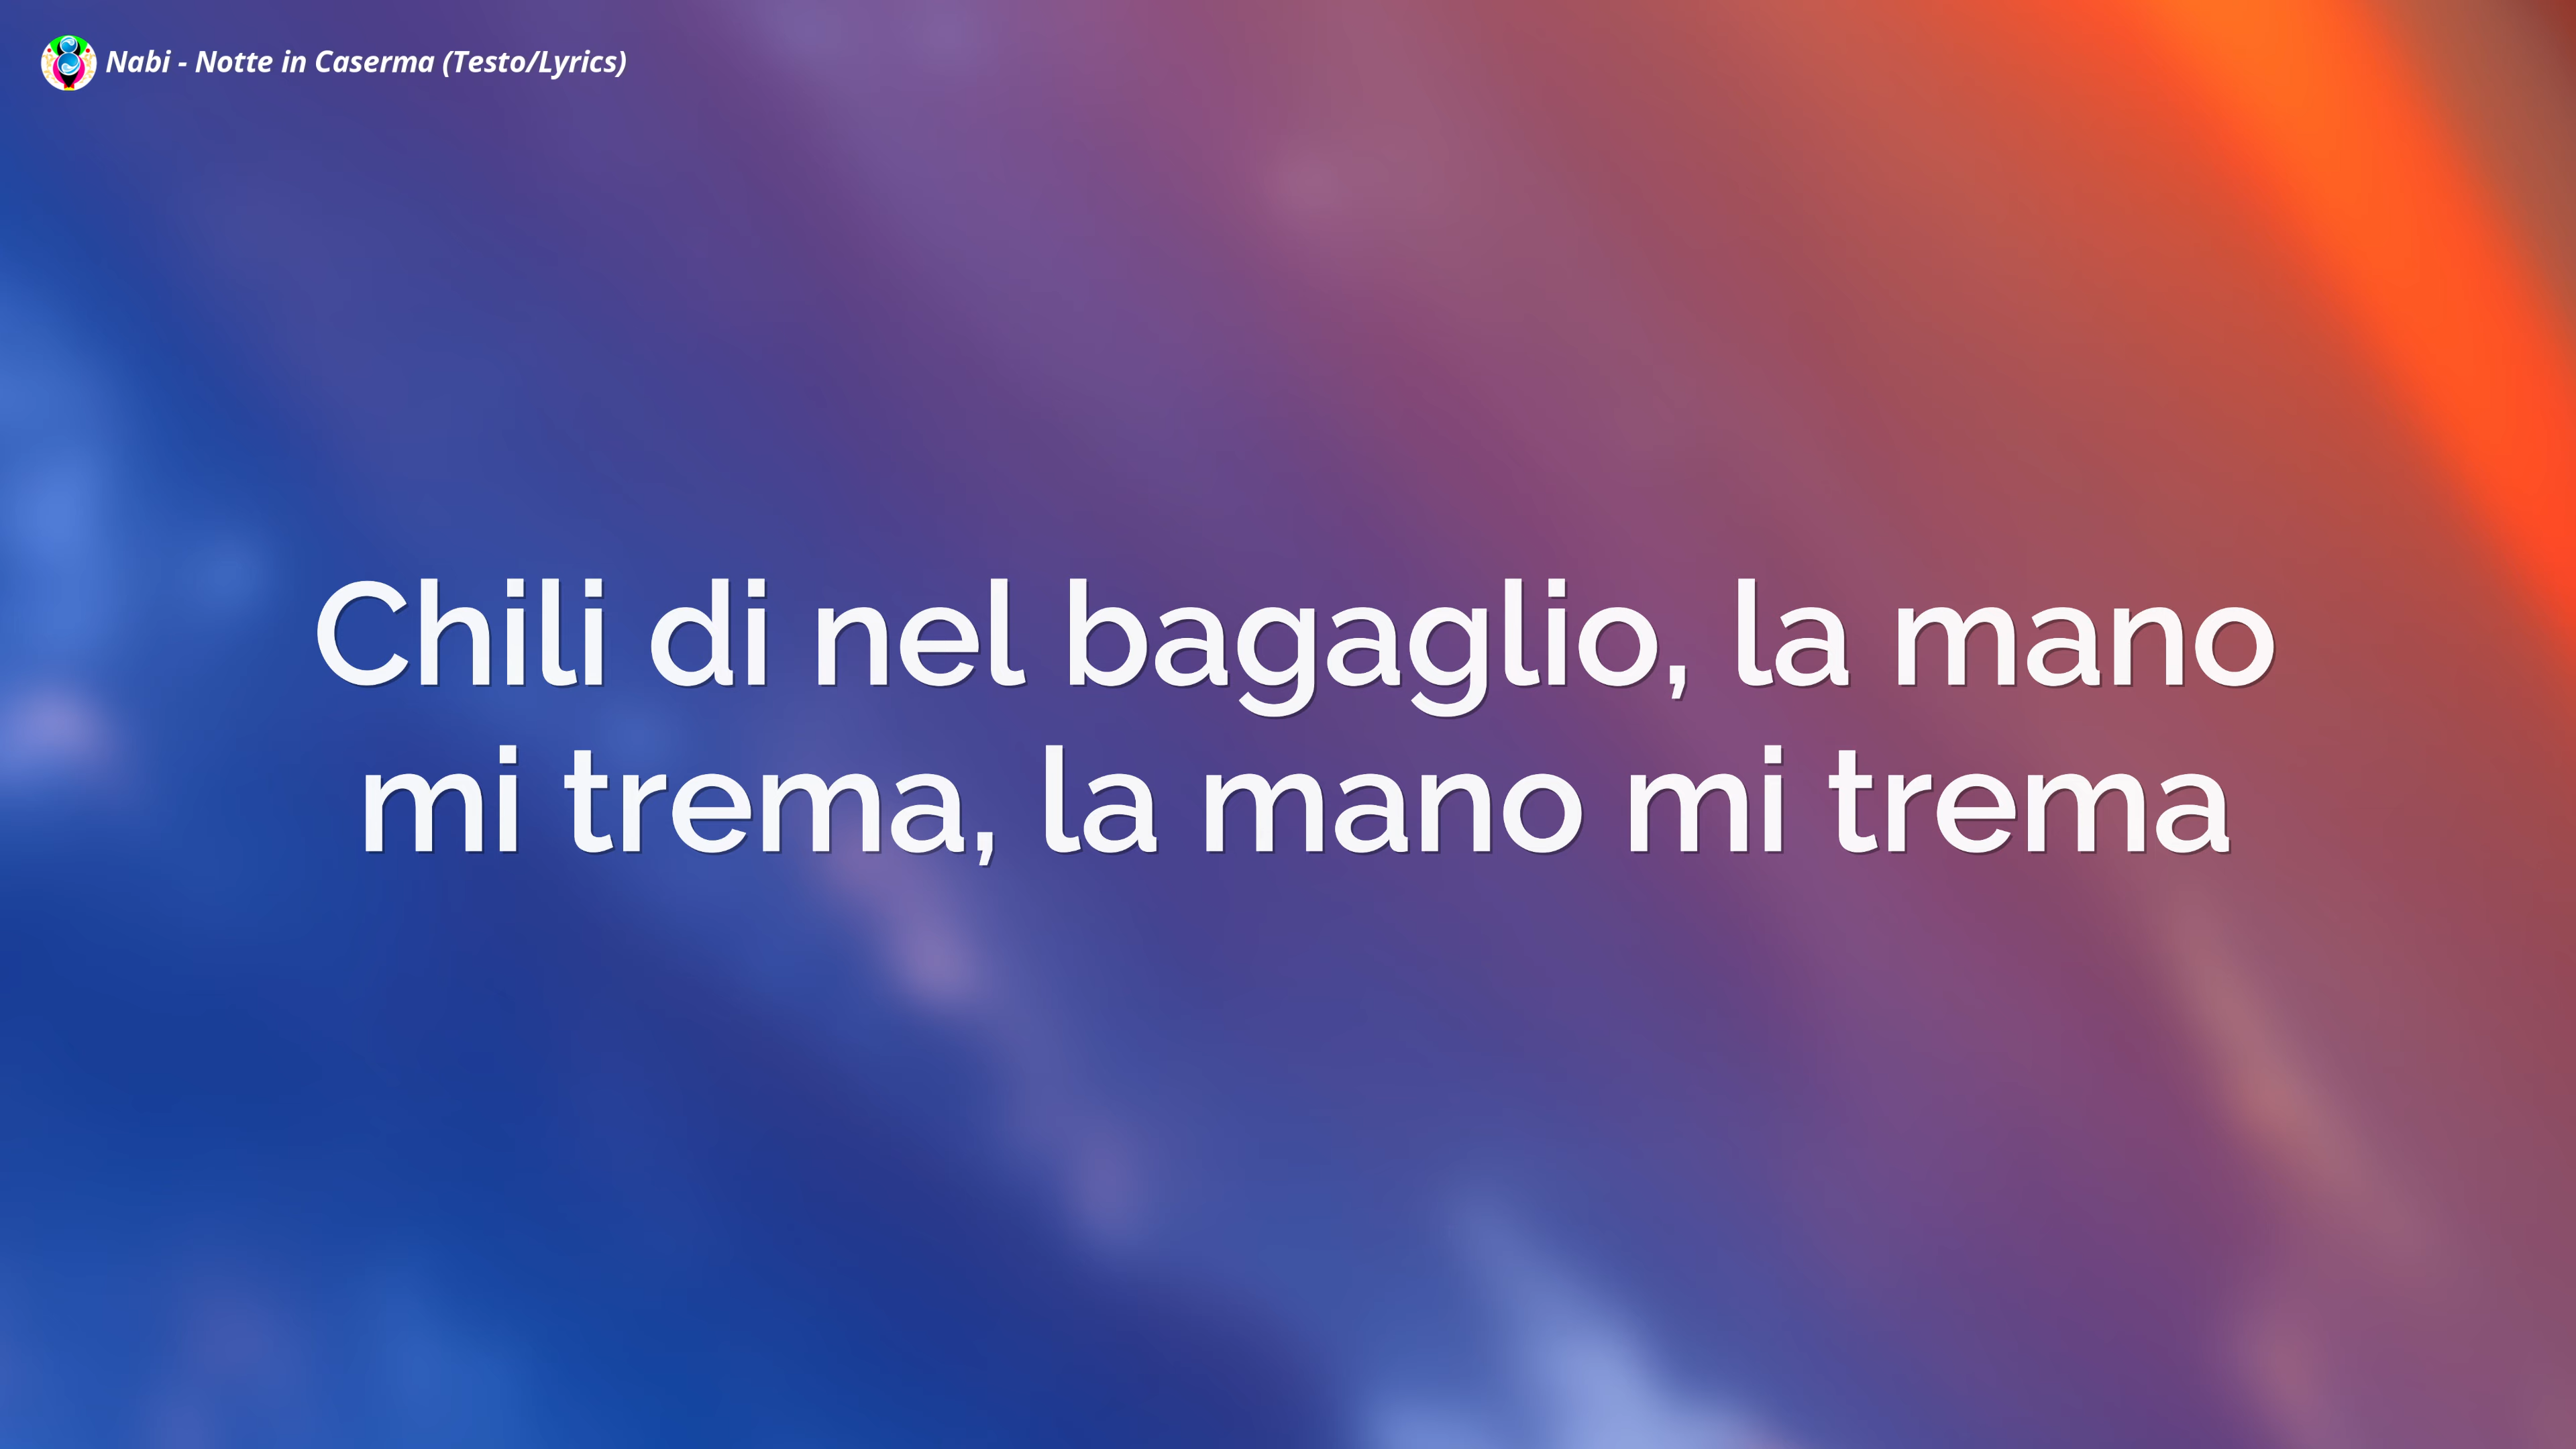 Nabi - Notte in Caserma (Testo/Lyrics)
Chili di nel bagaglio, la mano
mi trema, la mano mi trema